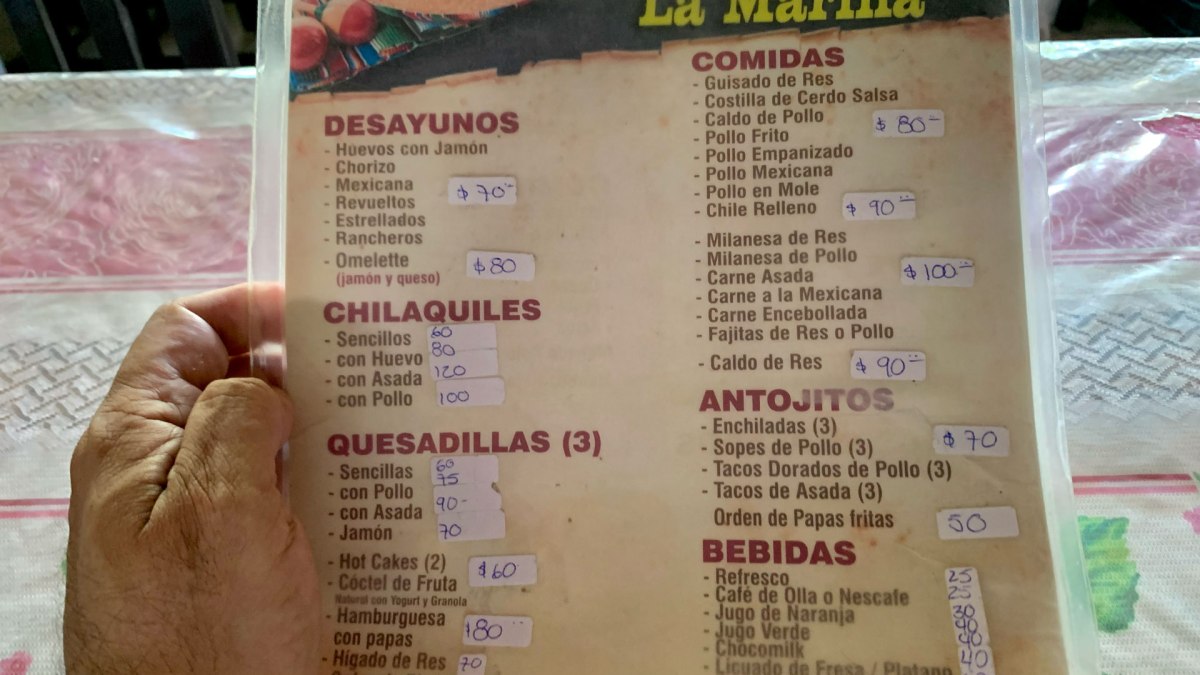 La Marina
DESAYUNOS
- Huevos con Jamón
- Chorizo
- Mexicana
- Revueltos
$ 70-
- Estrellados
- Rancheros
- Omelette
(jamón y queso)
$80
CHILAQUILES
- Sencillos 60
- con Huevo 80
- con Asada 120
- con Pollo 100
QUESADILLAS (3)
- Sencillas 60
- con Pollo 75
- con Asada 90-
- Jamón 70
- Hot Cakes (2)
- Cóctel de Fruta
Natural con Yogurt y Granola
$60
- Hamburguesa
con papas
$80
- Hígado de Res 70
COMIDAS
- Guisado de Res
- Costilla de Cerdo Salsa
- Caldo de Pollo
$ 80-
- Pollo Frito
- Pollo Empanizado
- Pollo Mexicana
- Pollo en Mole
- Chile Relleno $ 90-
- Milanesa de Res
- Milanesa de Pollo
- Carne Asada $ 100-
- Carne a la Mexicana
- Carne Encebollada
- Fajitas de Res o Pollo
- Caldo de Res $ 90-
ANTOJITOS
- Enchiladas (3)
$ 70
- Sopes de Pollo (3)
- Tacos Dorados de Pollo (3)
- Tacos de Asada (3)
Orden de Papas fritas 50
BEBIDAS
- Refresco 25
- Café de Olla o Nescafe
- Jugo de Naranja 30
- Jugo Verde
- Chocomilk 40
- Licuado de Fresa / Platano